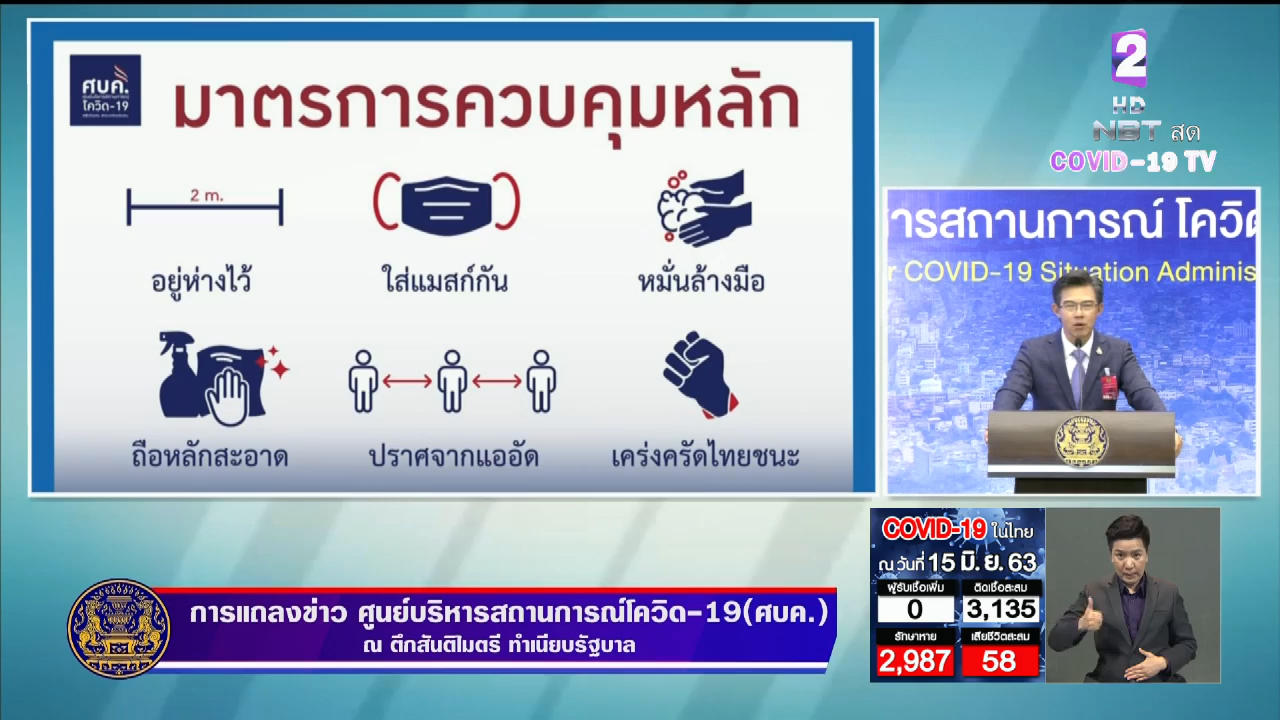 ศบค.
โควิด-19
มาตรการควบคุมหลัก
2 m.
อยู่ห่างไว้
ใส่แมสก์กัน
หมั่นล้างมือ
ถือหลักสะอาด
ปราศจากแออัด
เคร่งครัดไทยชนะ
2
HD
NBT สด
COVID-19 TV
ารสถานการณ์ โควิด
r COVID-19 Situation Adminis
COVID-19 ในไทย
ณ วันที่ 15 มิ.ย. 63
ผู้รับเชื้อเพิ่ม ติดเชื้อสะสม
0 3,135
รักษาหาย เสียชีวิตสะสม
2,987 58
การแถลงข่าว ศูนย์บริหารสถานการณ์โควิด-19(ศบค.)
ณ ตึกสันติไมตรี ทำเนียบรัฐบาล